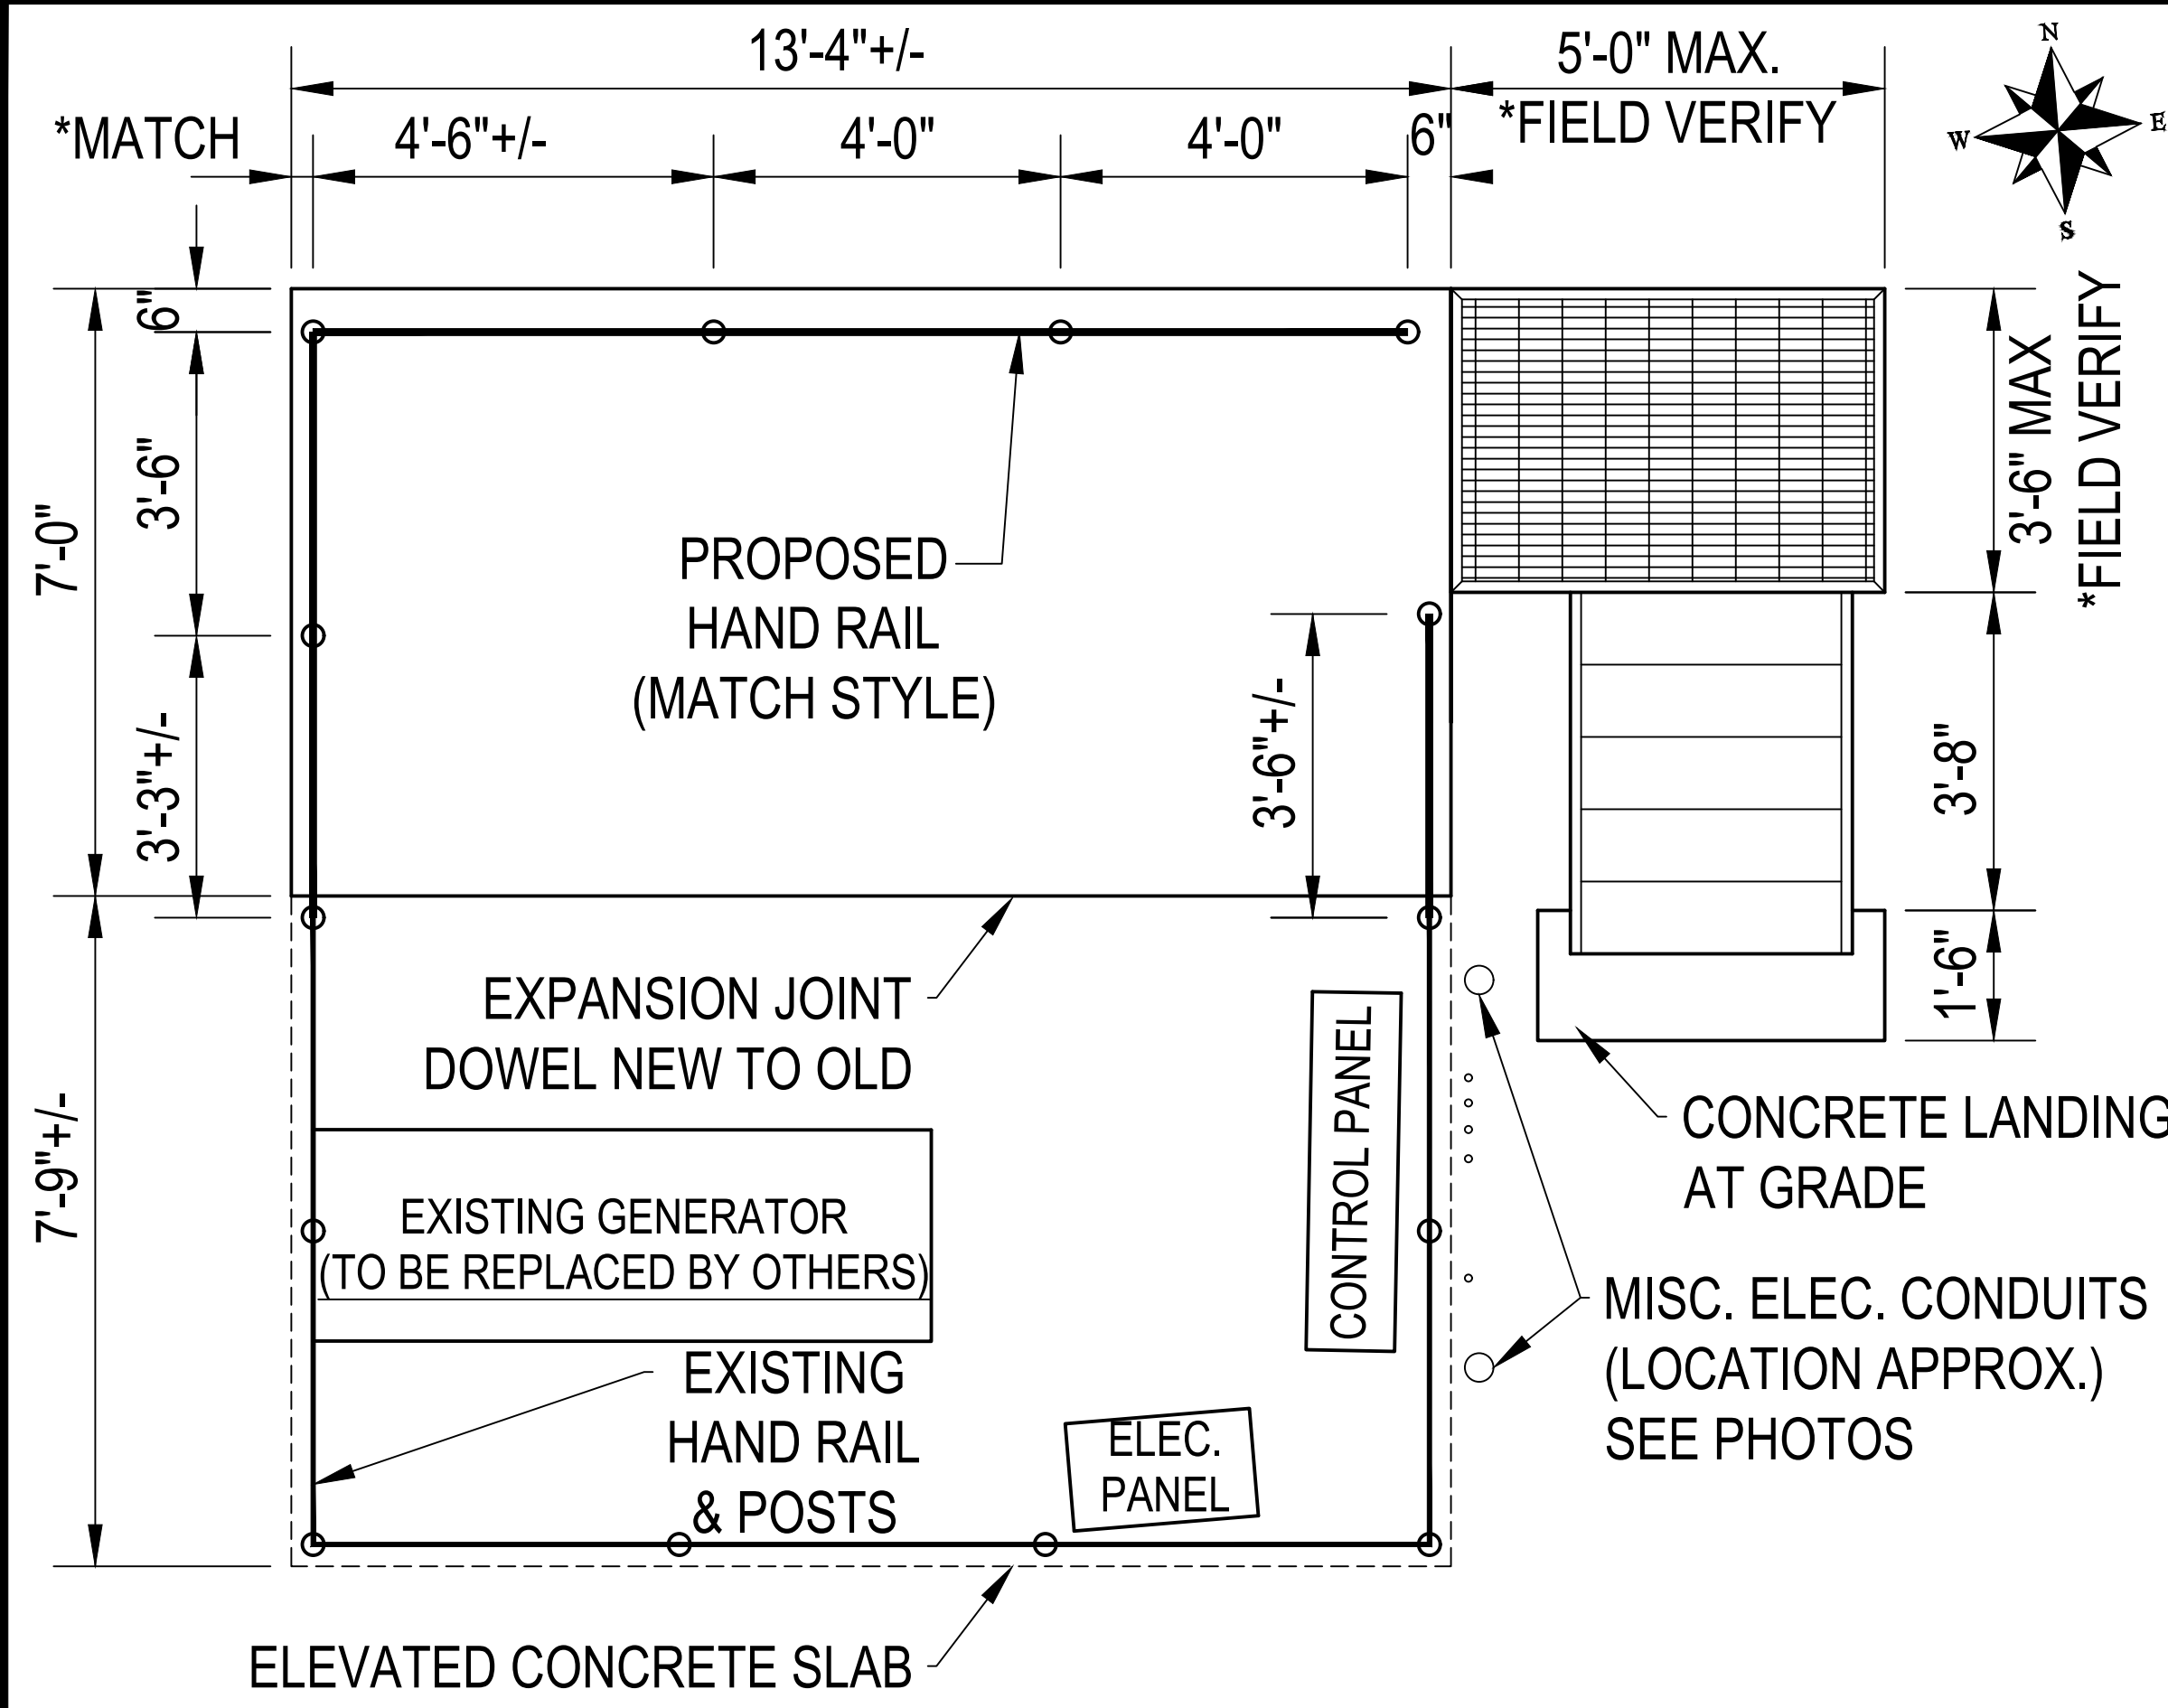 13'-4"+/-
5'-0" MAX.
*FIELD VERIFY
N
E
W
S
*MATCH
4'-6"+/-
4'-0"
4'-0"
6"
6"
3'-6"
7'-0"
3'-3"+/-
3'-6" MAX
*FIELD VERIFY
PROPOSED
HAND RAIL
(MATCH STYLE)
3'-6"+/-
3'-8"
1'-6"
EXPANSION JOINT
DOWEL NEW TO OLD
7'-9"+/-
CONTROL PANEL
CONCRETE LANDING
AT GRADE
EXISTING GENERATOR
(TO BE REPLACED BY OTHERS)
MISC. ELEC. CONDUITS
(LOCATION APPROX.)
SEE PHOTOS
EXISTING
HAND RAIL
& POSTS
ELEC.
PANEL
ELEVATED CONCRETE SLAB